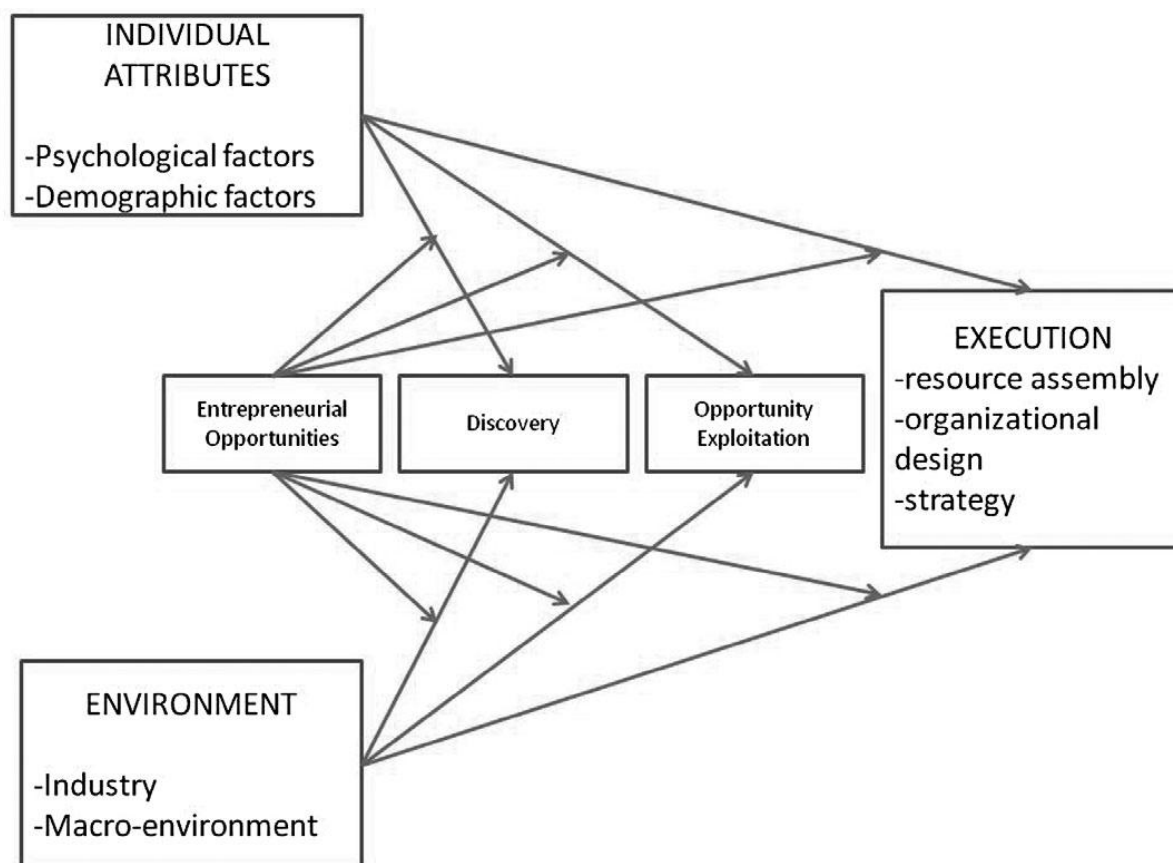 INDIVIDUAL
ATTRIBUTES
-Psychological factors
-Demographic factors
Entrepreneurial
Opportunities
Discovery
Opportunity
Exploitation
EXECUTION
-resource assembly
-organizational
design
-strategy
ENVIRONMENT
-Industry
-Macro-environment